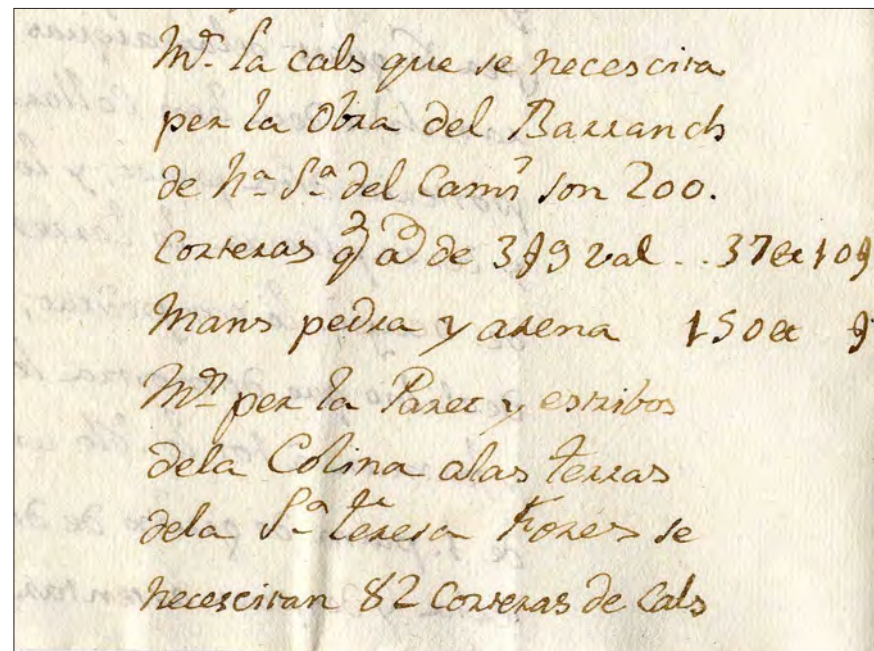 Mᵗ. la cals que se necescita
per la Obra del Barranch
de Nª Sª del Camí son 200.
Corteras q aª de 3 9 val .. 37 10
Mans pedra y arena 150
Mᵗ per la Paret y estribos
dela Colina alas terras
dela Sª teresa Fores se
necescitan 82 Corteras de Cals